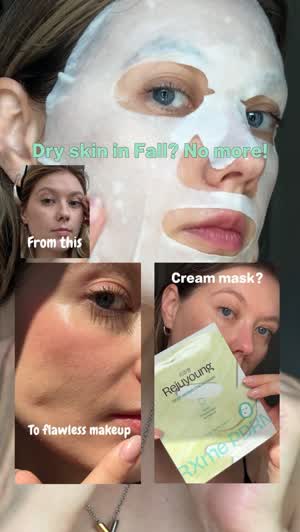 Dry skin in Fall? No more!
From this
Cream mask?
Rejuyoung
To flawless makeup